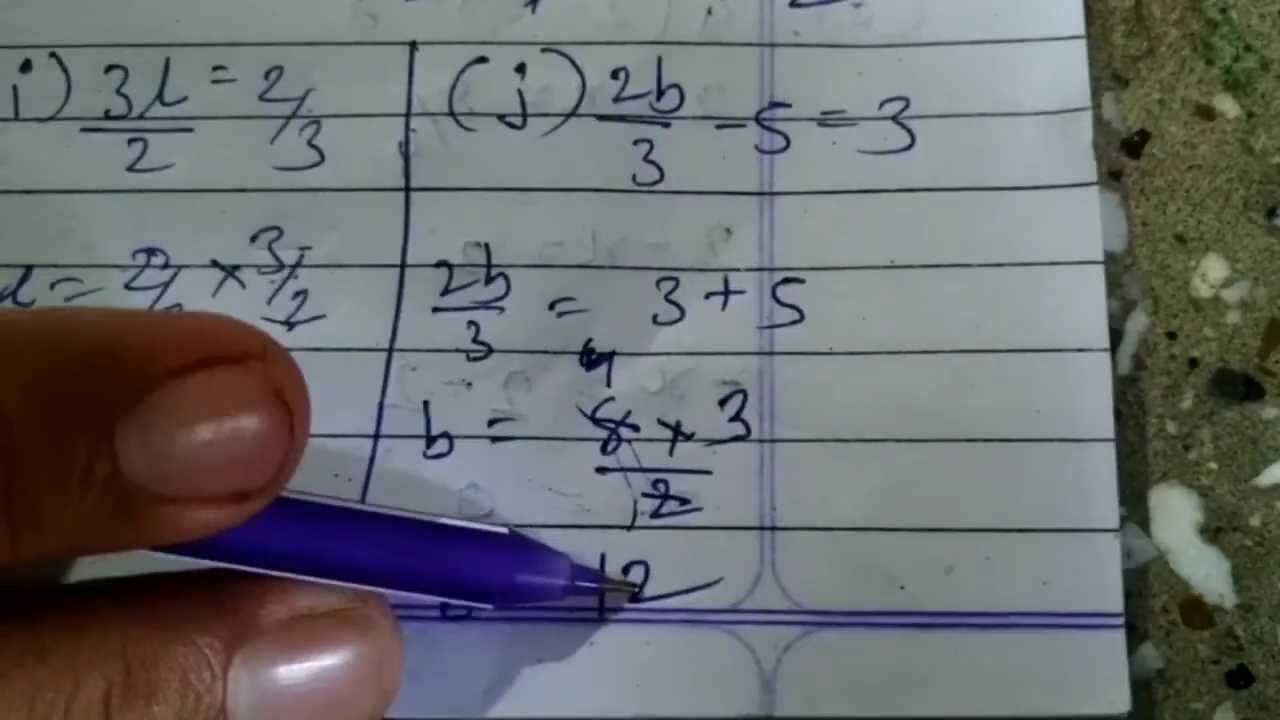 i) 3l/2 = 2/3
l = 2/ × 3/2
(j) 2b/3 - 5 = 3
2b/3 = 3 + 5
4
b = 8 × 3/2
12